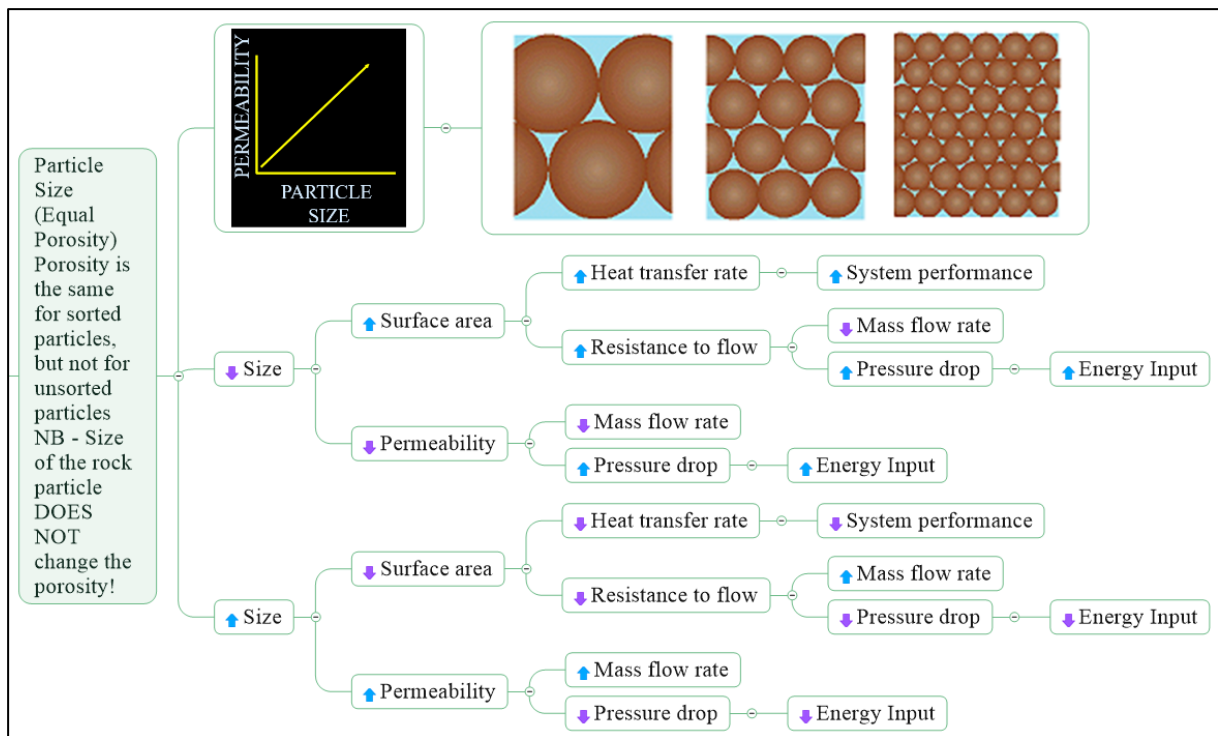 Particle
Size
(Equal
Porosity)
Porosity is
the same
for sorted
particles,
but not for
unsorted
particles
NB - Size
of the rock
particle
DOES
NOT
change the
porosity!
PERMEABILITY
PARTICLE
SIZE
Size
Surface area
Heat transfer rate
System performance
Resistance to flow
Mass flow rate
Pressure drop
Energy Input
Permeability
Mass flow rate
Pressure drop
Energy Input
Size
Surface area
Heat transfer rate
System performance
Resistance to flow
Mass flow rate
Pressure drop
Energy Input
Permeability
Mass flow rate
Pressure drop
Energy Input